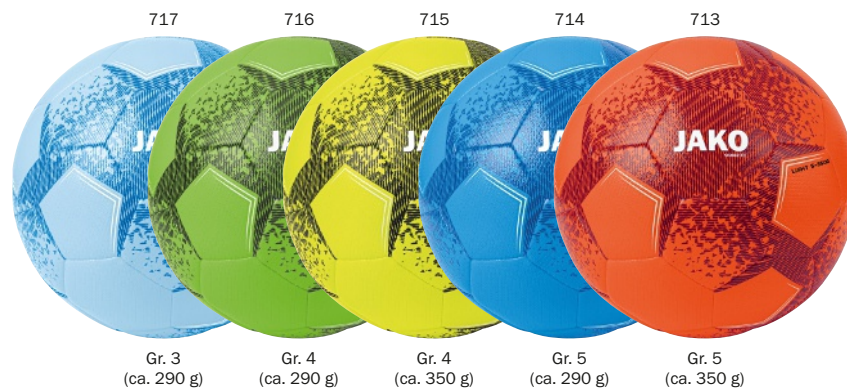 717 716 715 714 713
JAKO JAKO JAKO JAKO JAKO
LIGHT
Gr. 3 Gr. 4 Gr. 4 Gr. 5 Gr. 5
(ca. 290 g) (ca. 290 g) (ca. 350 g) (ca. 290 g) (ca. 350 g)